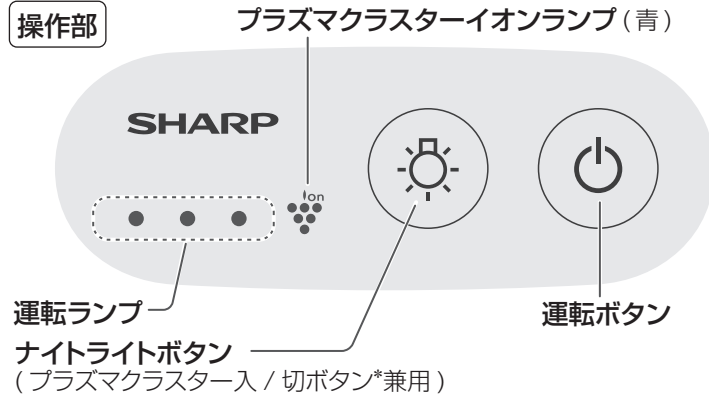 操作部
プラズマクラスターイオンランプ(青)
SHARP
ion
運転ランプ
運転ボタン
ナイトライトボタン
(プラズマクラスター入/切ボタン*兼用)